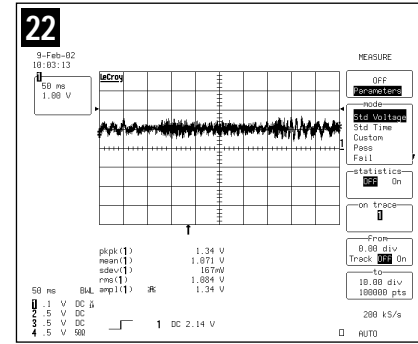 22
9-Feb-02
10:03:13
1
50 ms
1.00 V
LeCroy
1
MEASURE
Off
Parameters
mode
Std Voltage
Std Time
Custom
Pass
Fail
statistics
OFF On
on trace
1
from
0.00 div
Track OFF On
to
10.00 div
100000 pts
pkpk(1) 1.34 V
mean(1) 1.071 V
sdev(1) 167mV
rms(1) 1.084 V
ampl(1) 1.34 V
50 ms BWL
1 .1 V DC
2 .5 V DC
3 .5 V DC
4 .5 V 50Ω
1 DC 2.14 V
200 kS/s
AUTO